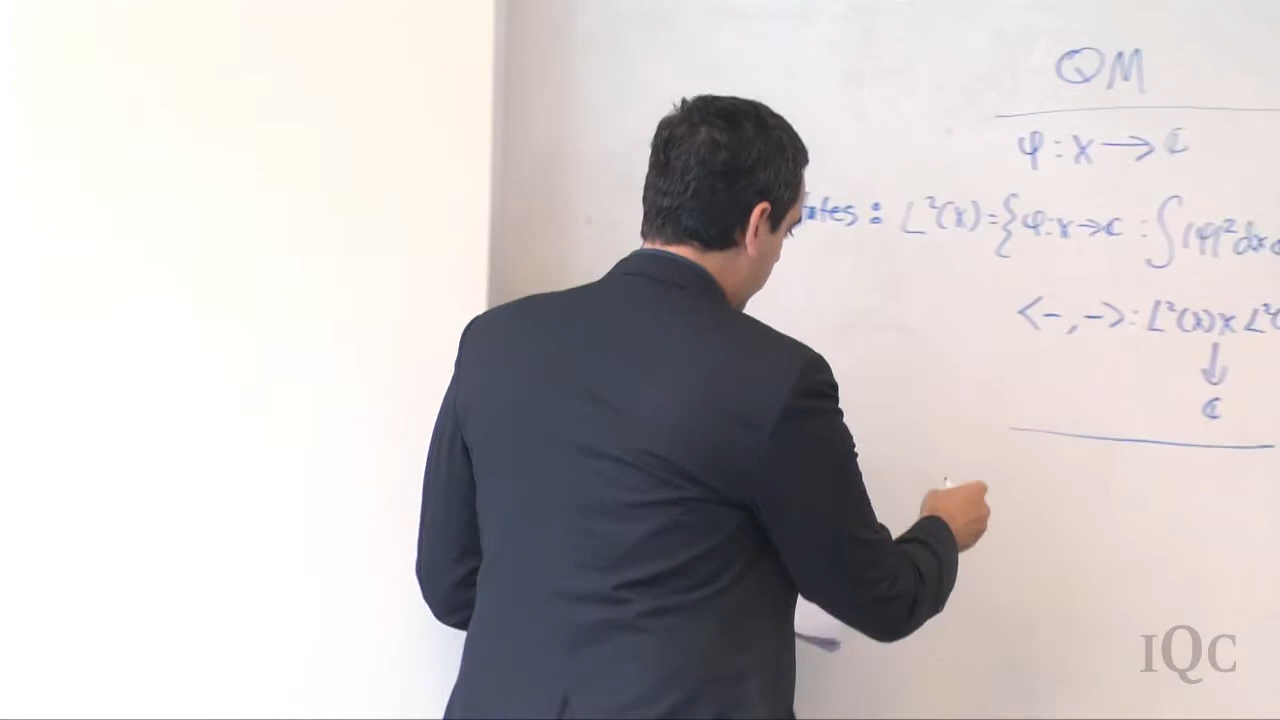 QM
φ : X → ℂ
ates : L²(X) = { φ : X → ℂ : ∫ |φ|² dx
< -, - > : L²(X) x L²(
↓
ℂ
IQC